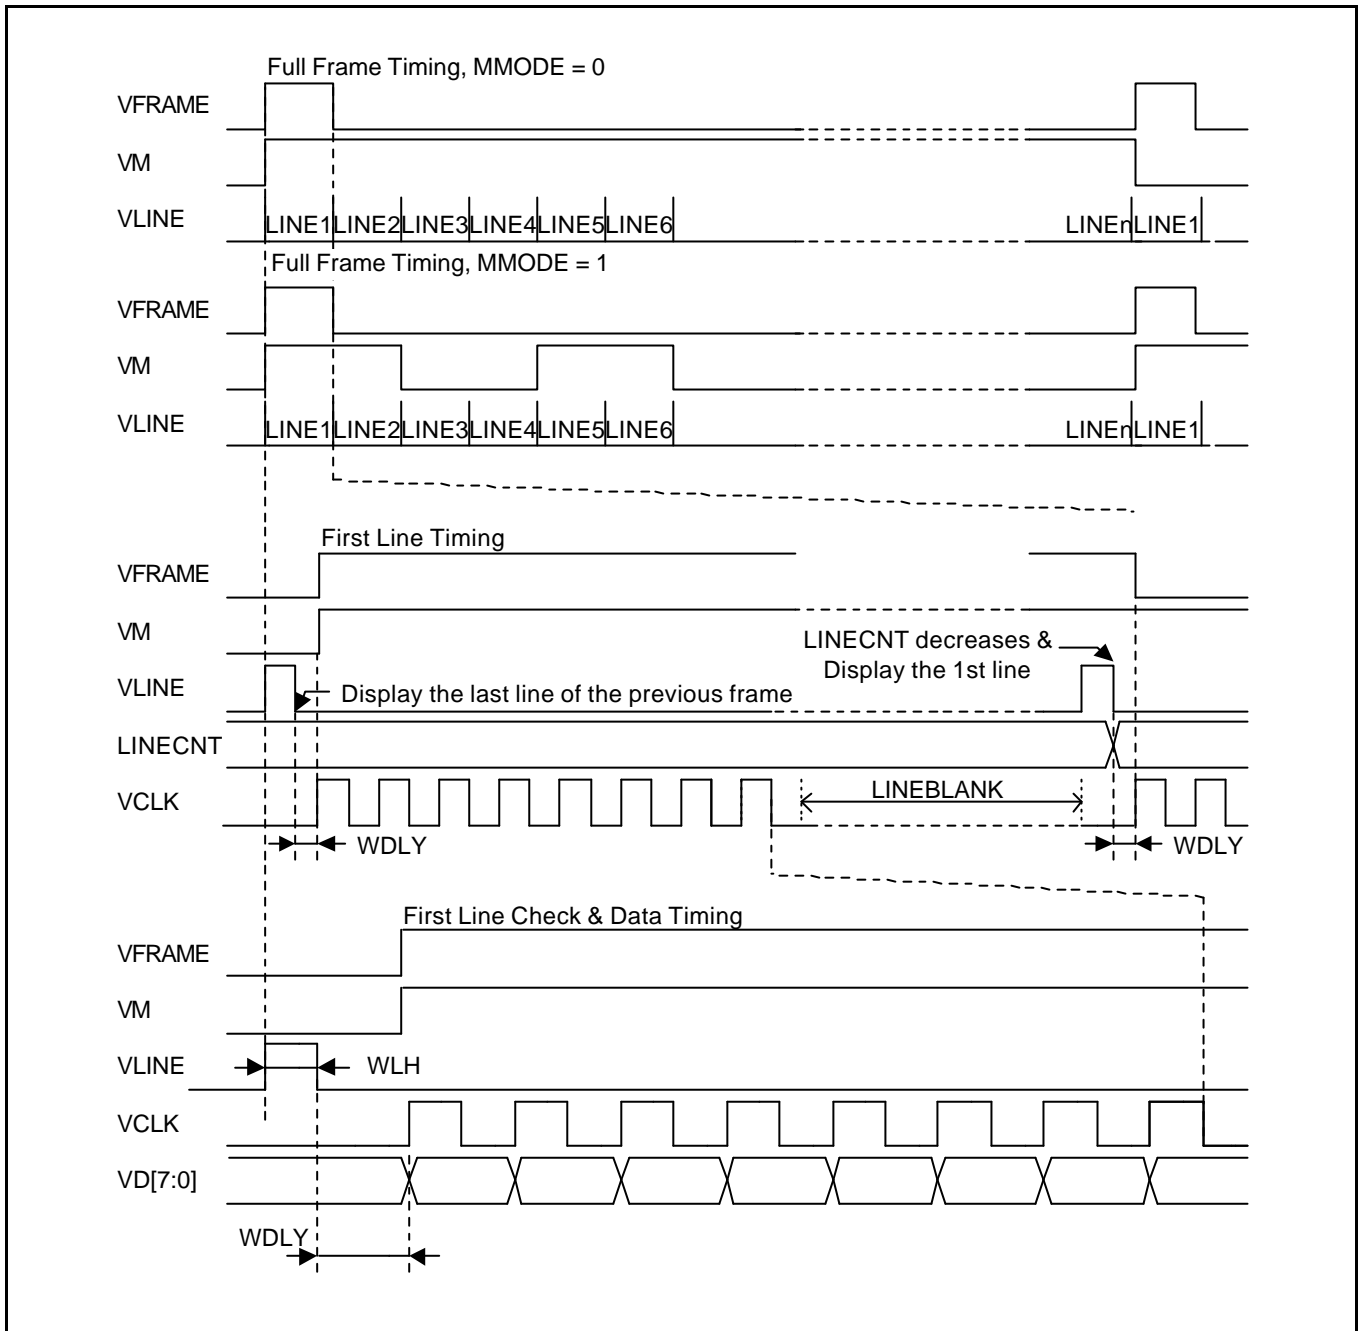 Full Frame Timing, MMODE = 0
VFRAME
VM
VLINE LINE1 LINE2 LINE3 LINE4 LINE5 LINE6 LINEn LINE1
Full Frame Timing, MMODE = 1
VFRAME
VM
VLINE LINE1 LINE2 LINE3 LINE4 LINE5 LINE6 LINEn LINE1
First Line Timing
VFRAME
VM
LINECNT decreases &
Display the 1st line
VLINE Display the last line of the previous frame
LINECNT
VCLK LINEBLANK
WDLY WDLY
First Line Check & Data Timing
VFRAME
VM
VLINE WLH
VCLK
VD[7:0]
WDLY